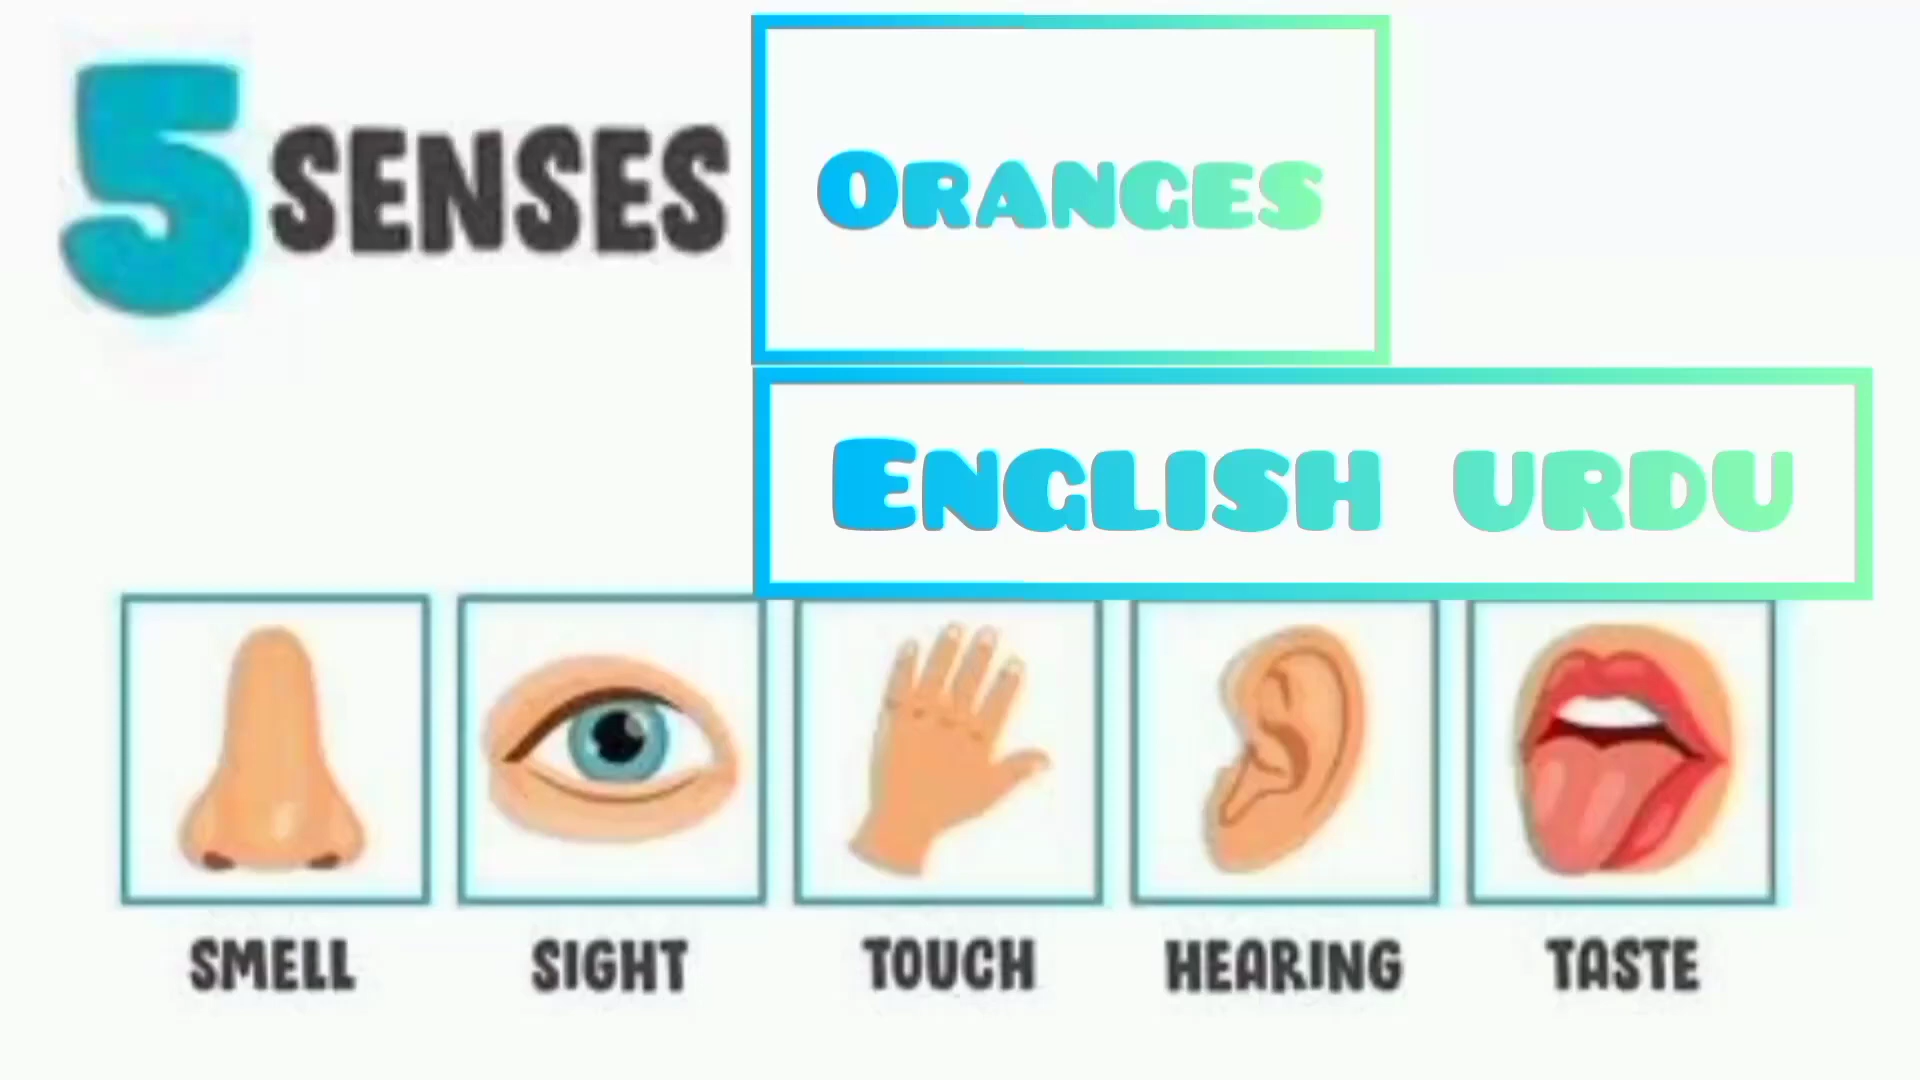 5 SENSES
ORANGES
ENGLISH URDU
SMELL
SIGHT
TOUCH
HEARING
TASTE